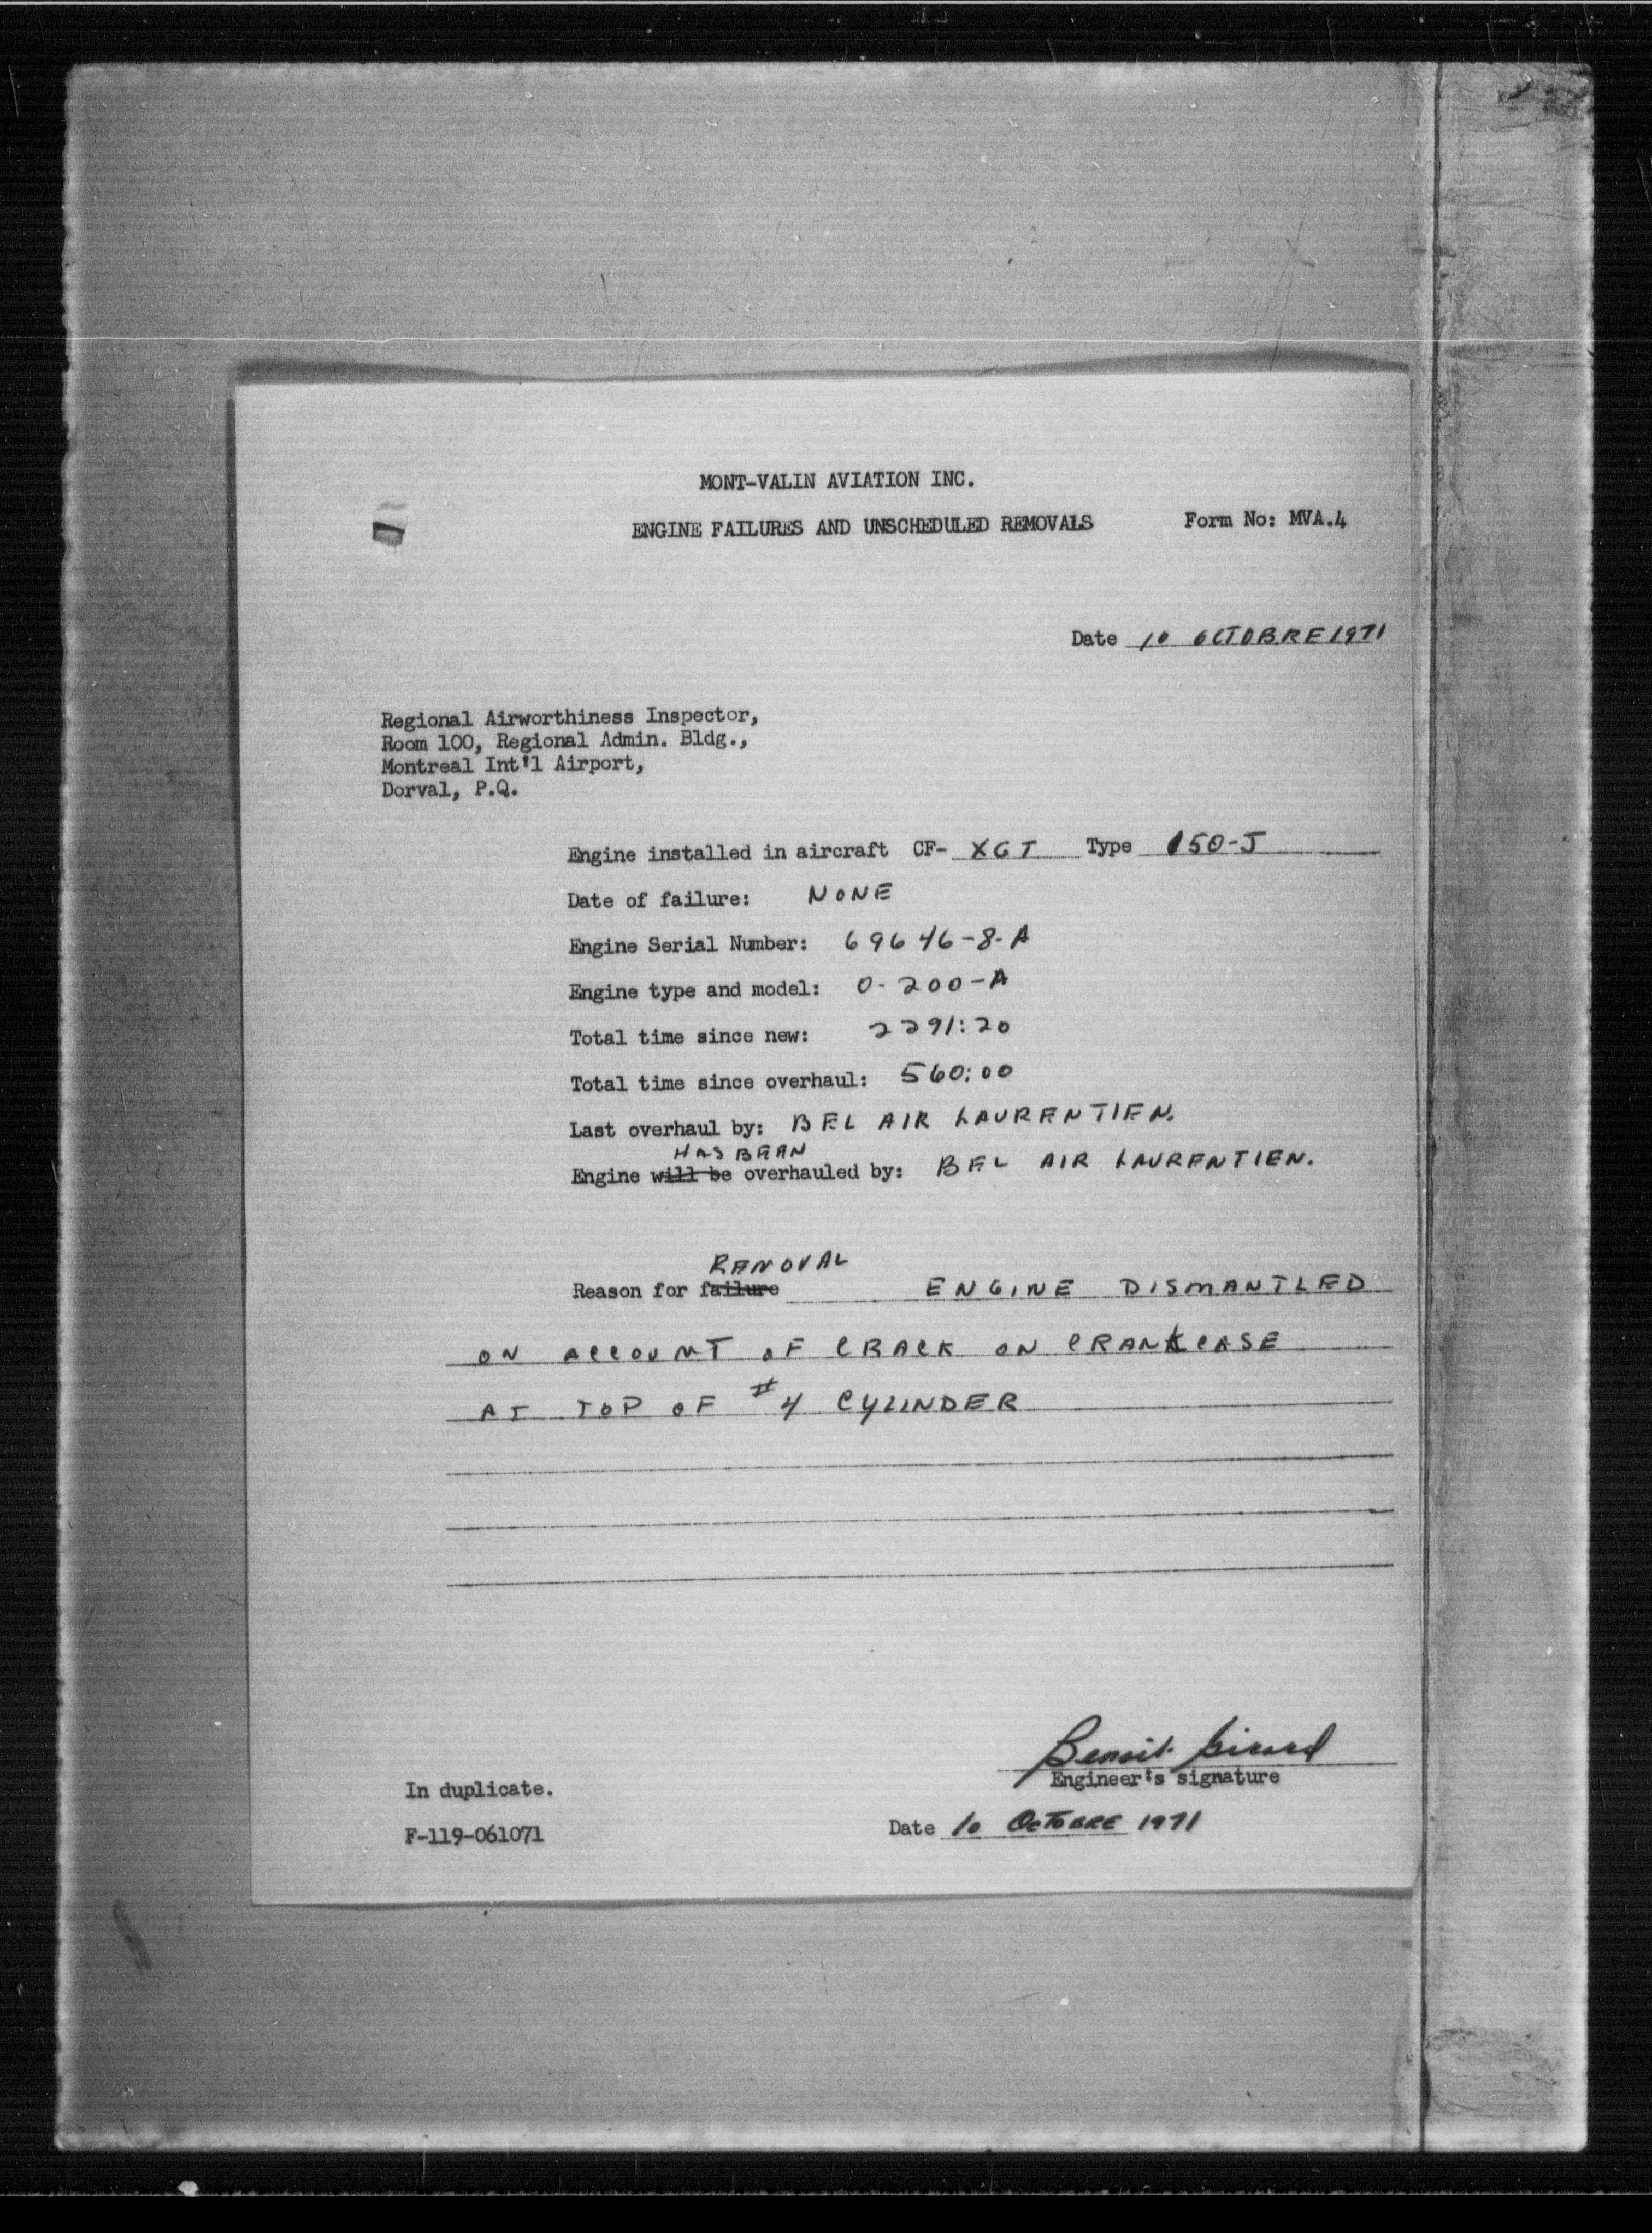 MONT-VALIN AVIATION INC.
ENGINE FAILURES AND UNSCHEDULED REMOVALS Form No: MVA.4
Date 10 OCTOBRE 1971
Regional Airworthiness Inspector,
Room 100, Regional Admin. Bldg.,
Montreal Int'l Airport,
Dorval, P.Q.
Engine installed in aircraft CF- XGT Type 150-J
Date of failure: NONE
Engine Serial Number: 69646-8-A
Engine type and model: O-200-A
Total time since new: 2291:20
Total time since overhaul: 560:00
Last overhaul by: BEL AIR LAURENTIEN.
HAS BEAN
Engine will be overhauled by: BEL AIR LAURENTIEN.
REMOVAL
Reason for failure ENGINE DISMANTLED
ON ACCOUNT OF CRACK ON CRANKCASE
AT TOP OF #4 CYLINDER
Benoit Girard
Engineer's signature
In duplicate.
Date 10 OCTOBRE 1971
F-119-061071